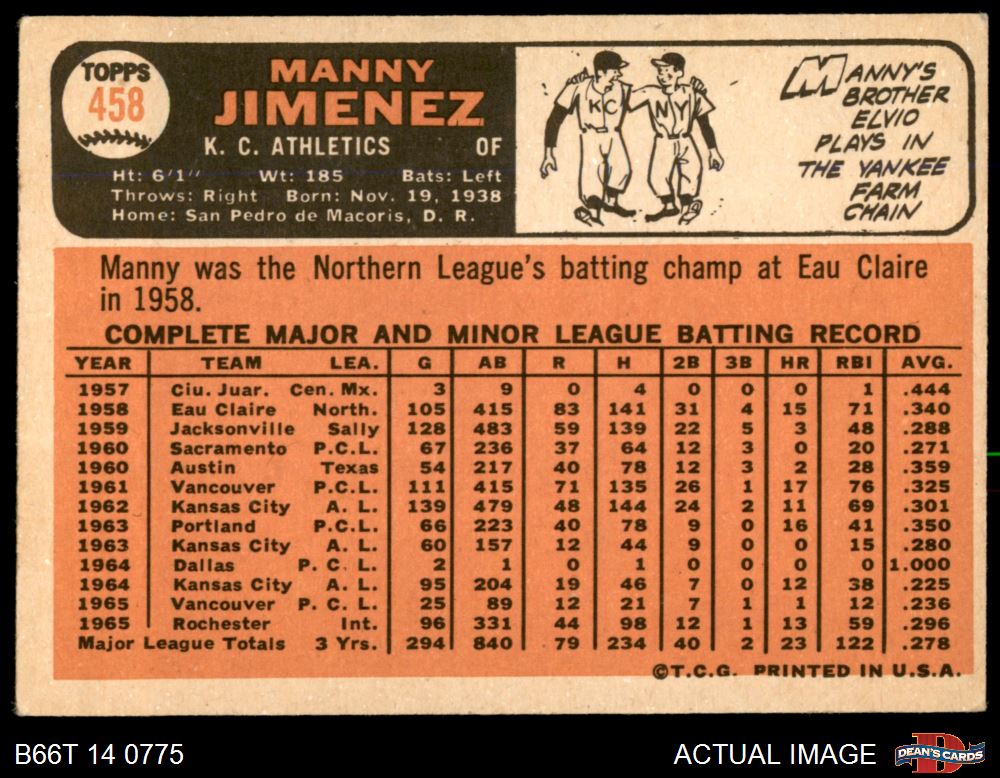 TOPPS
458
MANNY
JIMENEZ
K. C. ATHLETICS OF
Ht: 6'1" Wt: 185 Bats: Left
Throws: Right Born: Nov. 19, 1938
Home: San Pedro de Macoris, D. R.
KC NY
MANNY'S
BROTHER
ELVIO
PLAYS IN
THE YANKEE
FARM
CHAIN
Manny was the Northern League's batting champ at Eau Claire
in 1958.
COMPLETE MAJOR AND MINOR LEAGUE BATTING RECORD
YEAR TEAM LEA. G AB R H 2B 3B HR RBI AVG.
1957 Ciu. Juar. Cen. Mx. 3 9 0 4 0 0 0 1 .444
1958 Eau Claire North. 105 415 83 141 31 4 15 71 .340
1959 Jacksonville Sally 128 483 59 139 22 5 3 48 .288
1960 Sacramento P.C.L. 67 236 37 64 12 3 0 20 .271
1960 Austin Texas 54 217 40 78 12 3 2 28 .359
1961 Vancouver P.C.L. 111 415 71 135 26 1 17 76 .325
1962 Kansas City A. L. 139 479 48 144 24 2 11 69 .301
1963 Portland P.C.L. 66 223 40 78 9 0 16 41 .350
1963 Kansas City A. L. 60 157 12 44 9 0 0 15 .280
1964 Dallas P. C. L. 2 1 0 1 0 0 0 0 1.000
1964 Kansas City A. L. 95 204 19 46 7 0 12 38 .225
1965 Vancouver P. C. L. 25 89 12 21 7 1 1 12 .236
1965 Rochester Int. 96 331 44 98 12 1 13 59 .296
Major League Totals 3 Yrs. 294 840 79 234 40 2 23 122 .278
©T.C.G. PRINTED IN U.S.A.
B66T 14 0775 ACTUAL IMAGE
D
DEAN'S CARDS